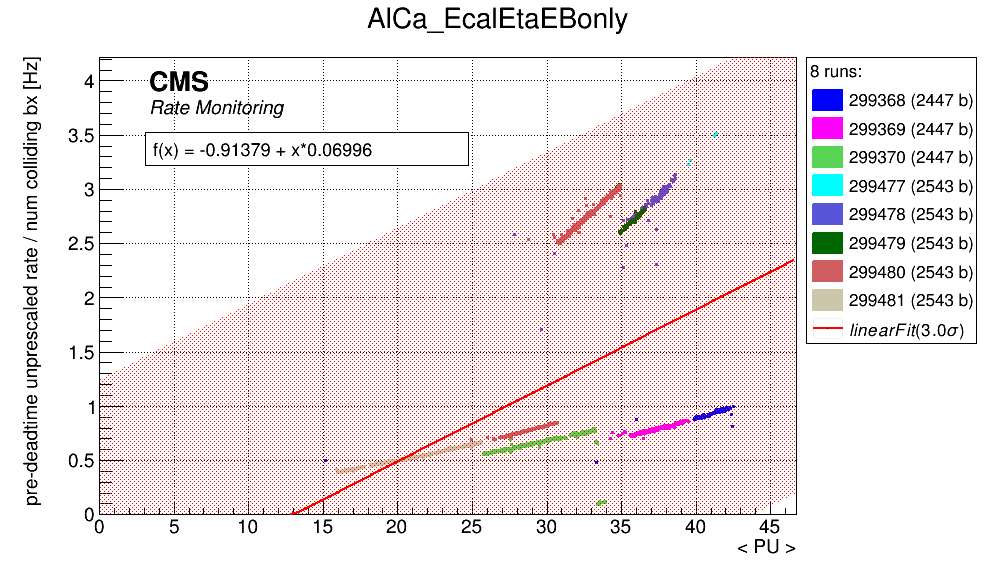 AlCa_EcalEtaEBonly
pre-deadtime unprescaled rate / num colliding bx [Hz]
CMS
Rate Monitoring
f(x) = -0.91379 + x*0.06996
4
3.5
3
2.5
2
1.5
1
0.5
0
0 5 10 15 20 25 30 35 40 45
< PU >
8 runs:
299368 (2447 b)
299369 (2447 b)
299370 (2447 b)
299477 (2543 b)
299478 (2543 b)
299479 (2543 b)
299480 (2543 b)
299481 (2543 b)
linearFit(3.0σ)